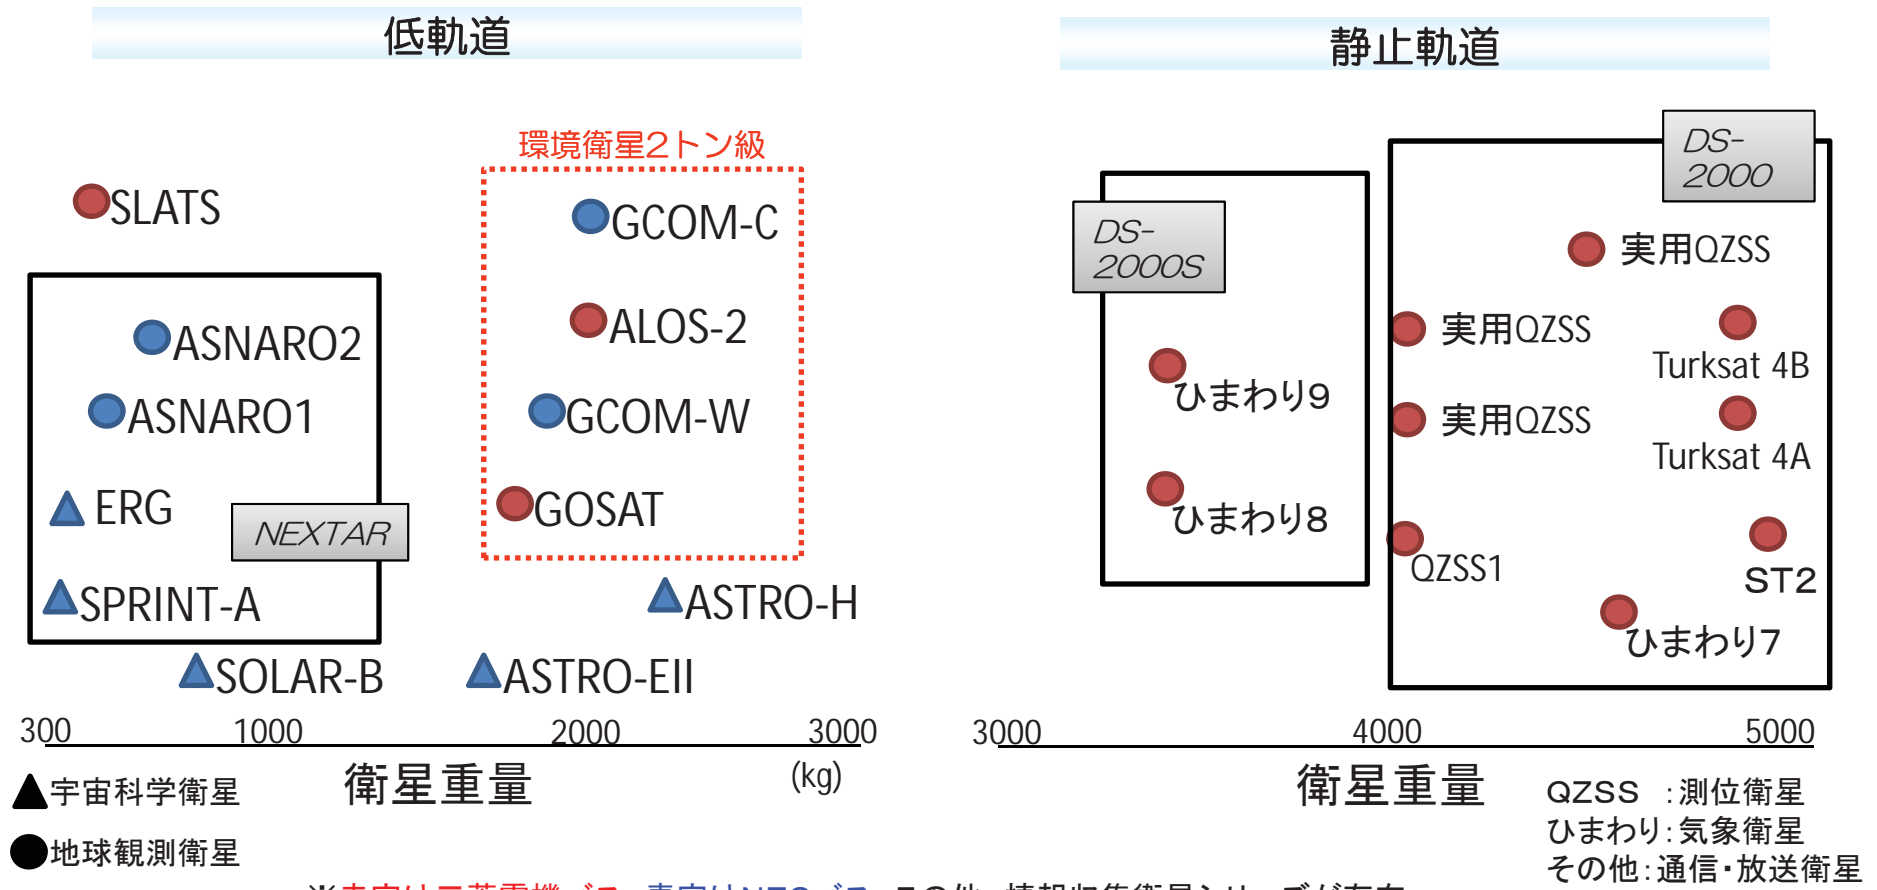 低軌道
静止軌道
環境衛星2トン級
SLATS
GCOM-C
ASNARO2
ALOS-2
ASNARO1
GCOM-W
ERG
NEXTAR
GOSAT
SPRINT-A
ASTRO-H
SOLAR-B
ASTRO-EII
300
1000
2000
3000
衛星重量
(kg)
▲宇宙科学衛星
●地球観測衛星
DS-
2000S
DS-
2000
実用QZSS
実用QZSS
Turksat 4B
ひまわり9
実用QZSS
Turksat 4A
ひまわり8
QZSS1
ST2
ひまわり7
3000
4000
5000
衛星重量
QZSS :測位衛星
ひまわり:気象衛星
その他:通信・放送衛星